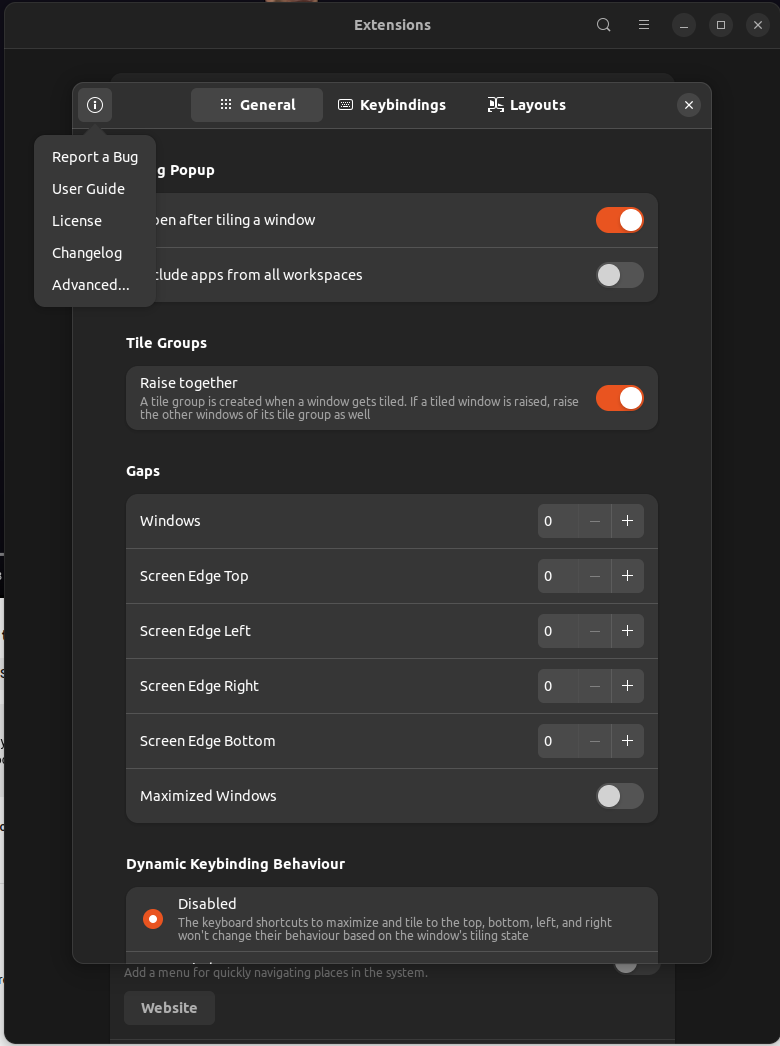 Extensions
General
Keybindings
Layouts
Report a Bug
User Guide
License
Changelog
Advanced...
Popup
after tiling a window
apps from all workspaces
Tile Groups
Raise together
A tile group is created when a window gets tiled. If a tiled window is raised, raise
the other windows of its tile group as well
Gaps
Windows
0
Screen Edge Top
0
Screen Edge Left
0
Screen Edge Right
0
Screen Edge Bottom
0
Maximized Windows
Dynamic Keybinding Behaviour
Disabled
The keyboard shortcuts to maximize and tile to the top, bottom, left, and right
won't change their behaviour based on the window's tiling state
Add a menu for quickly navigating places in the system.
Website